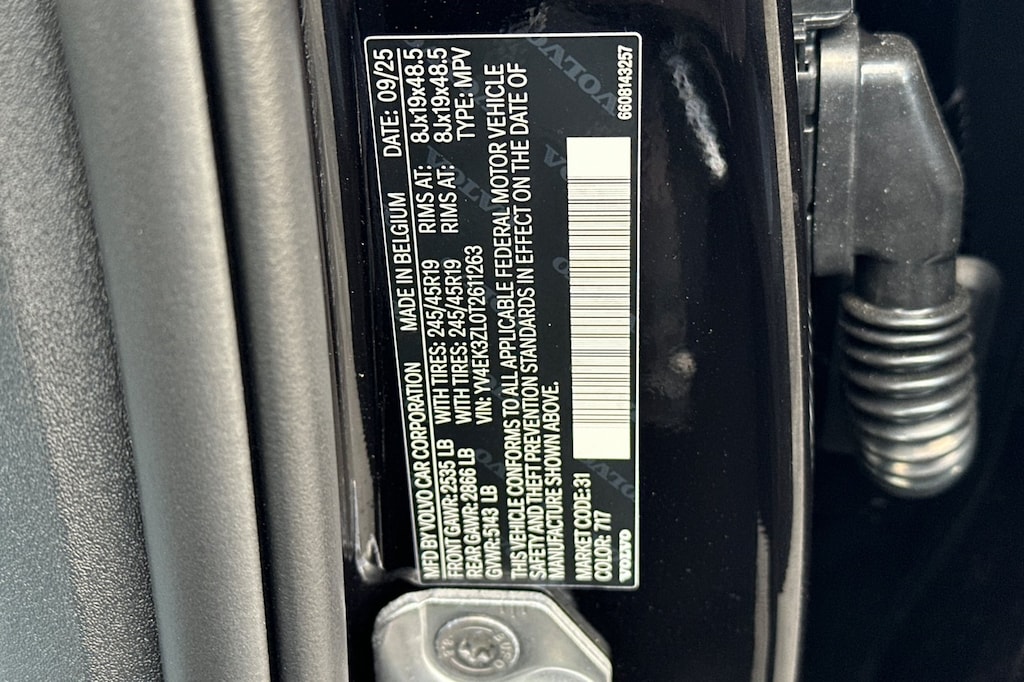 MFD BY VOLVO CAR CORPORATION MADE IN BELGIUM DATE: 09/25
FRONT GAWR: 2535 LB WITH TIRES: 245/45R19 RIMS AT: 8Jx19x48.5
REAR GAWR: 2866 LB WITH TIRES: 245/45R19 RIMS AT: 8Jx19x48.5
GVWR: 5143 LB VIN: YV4EK3ZL0T2611263 TYPE: MPV
THIS VEHICLE CONFORMS TO ALL APPLICABLE FEDERAL MOTOR VEHICLE
SAFETY AND THEFT PREVENTION STANDARDS IN EFFECT ON THE DATE OF
MANUFACTURE SHOWN ABOVE.
MARKET CODE: 31
COLOR: 717
VOLVO 6608143257